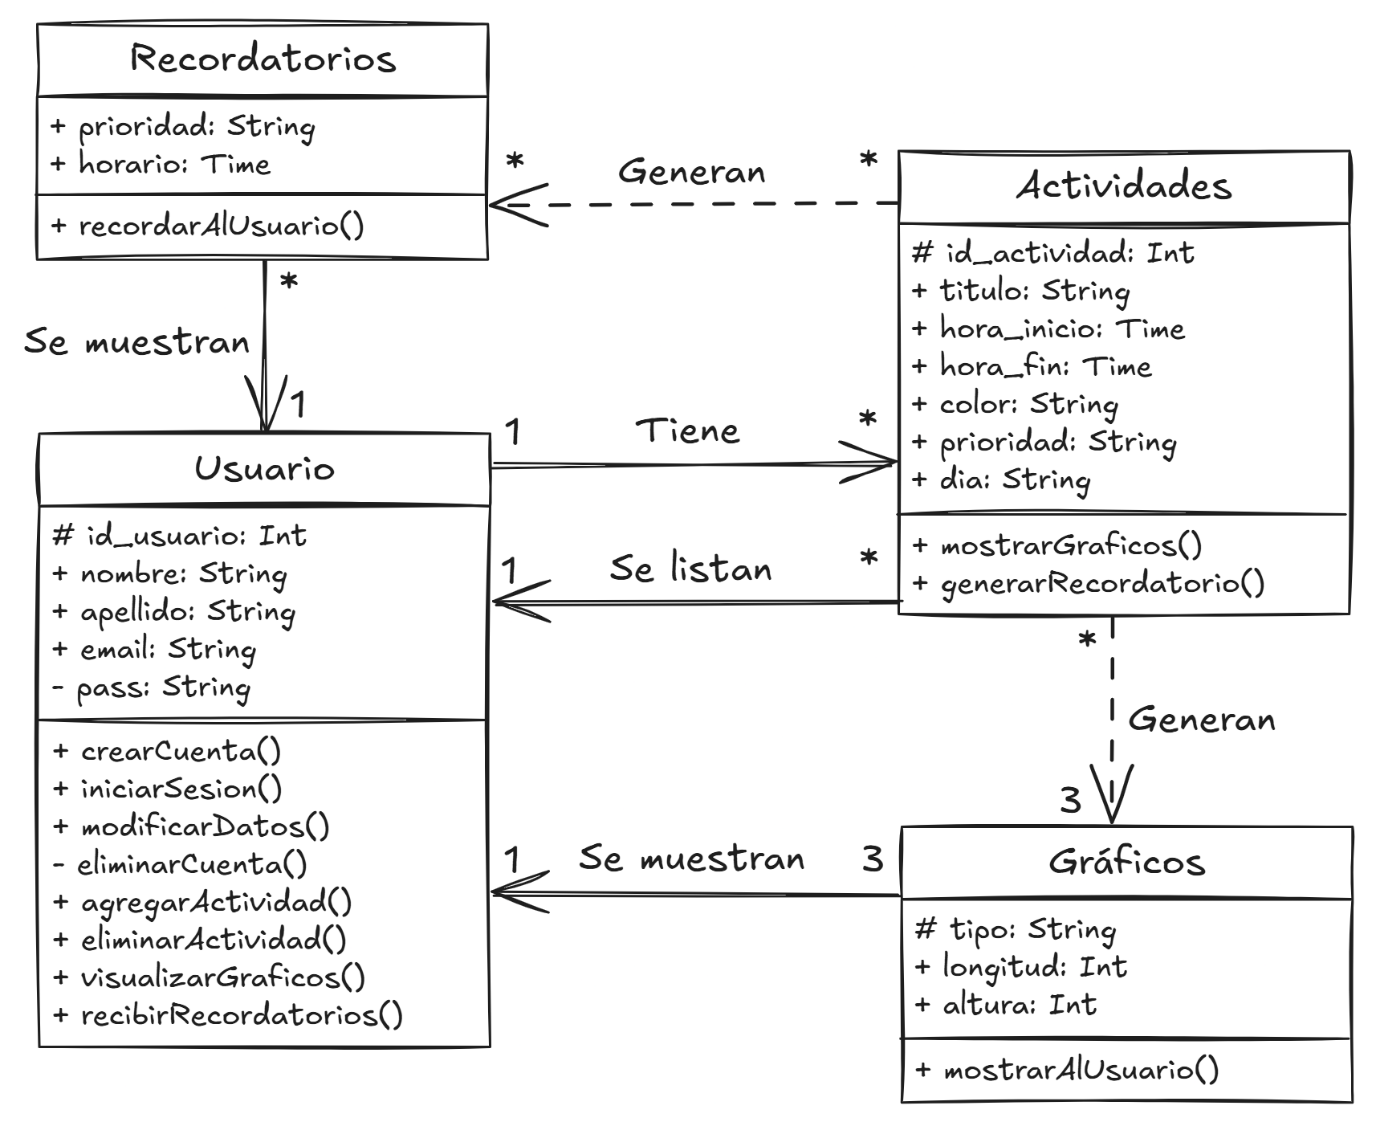 Recordatorios
+ prioridad: String
+ horario: Time
+ recordarAlUsuario()
* Generan *
Actividades
# id_actividad: Int
+ titulo: String
+ hora_inicio: Time
+ hora_fin: Time
+ color: String
+ prioridad: String
+ dia: String
+ mostrarGraficos()
+ generarRecordatorio()
*
Se muestran
1
1 Tiene *
1 Se listan *
Usuario
# id_usuario: Int
+ nombre: String
+ apellido: String
+ email: String
- pass: String
+ crearCuenta()
+ iniciarSesion()
+ modificarDatos()
- eliminarCuenta()
+ agregarActividad()
+ eliminarActividad()
+ visualizarGraficos()
+ recibirRecordatorios()
*
Generan
3
1 Se muestran 3
Gráficos
# tipo: String
+ longitud: Int
+ altura: Int
+ mostrarAlUsuario()